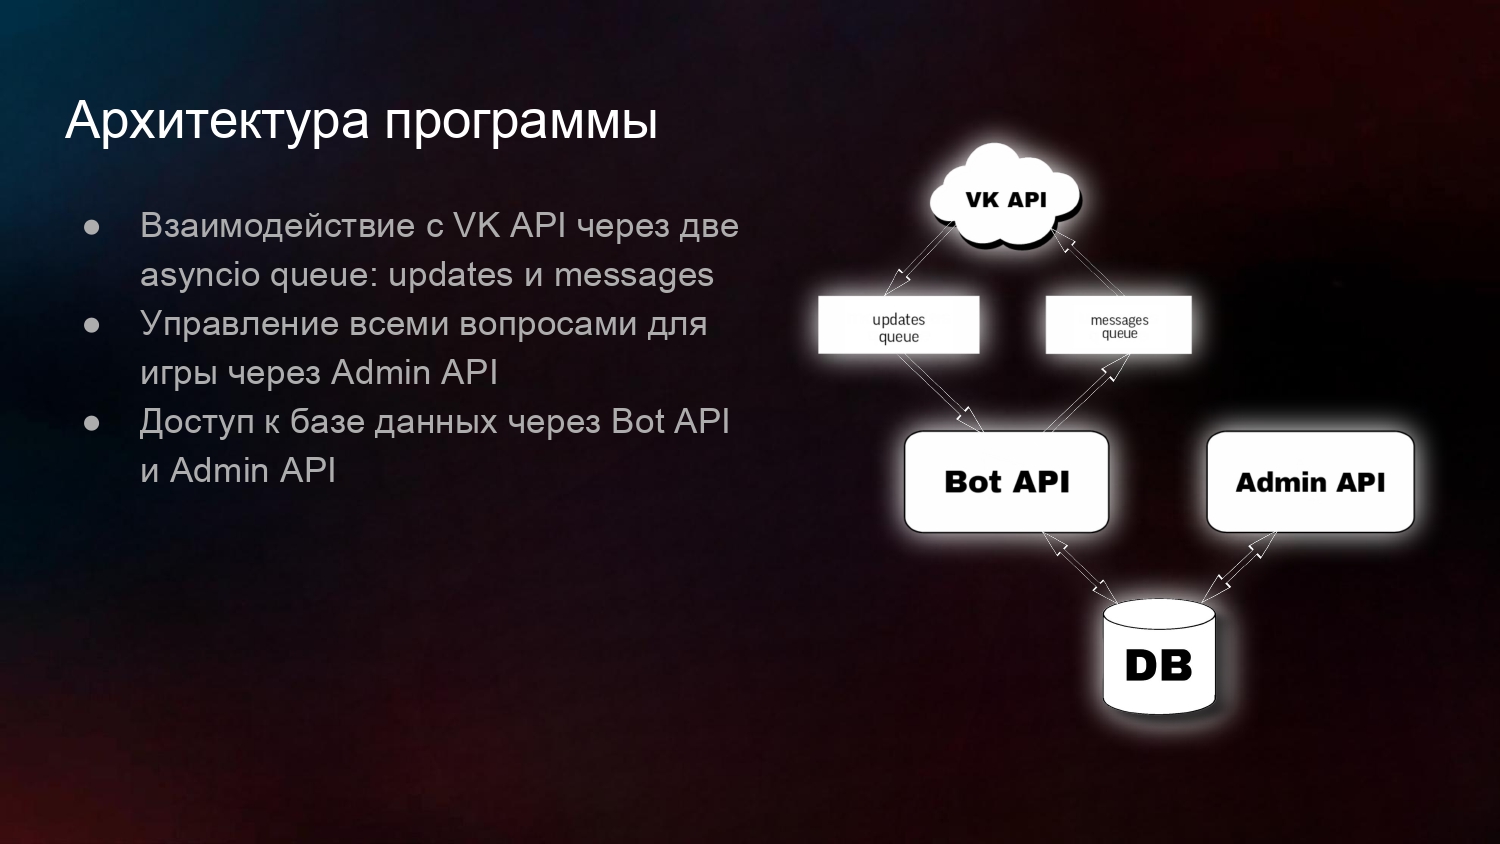 Архитектура программы
● Взаимодействие с VK API через две
asyncio queue: updates и messages
● Управление всеми вопросами для
игры через Admin API
● Доступ к базе данных через Bot API
и Admin API
VK API
updates
queue
messages
queue
Bot API
Admin API
DB